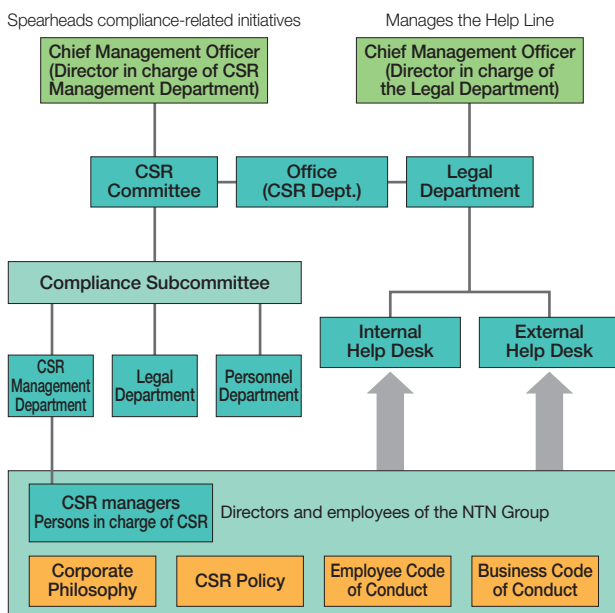 Spearheads compliance-related initiatives
Manages the Help Line
Chief Management Officer
(Director in charge of CSR
Management Department)
Chief Management Officer
(Director in charge of
the Legal Department)
CSR
Committee
Office
(CSR Dept.)
Legal
Department
Compliance Subcommittee
Internal
Help Desk
External
Help Desk
CSR
Management
Department
Legal
Department
Personnel
Department
CSR managers
Persons in charge of CSR
Directors and employees of the NTN Group
Corporate
Philosophy
CSR Policy
Employee Code
of Conduct
Business Code
of Conduct